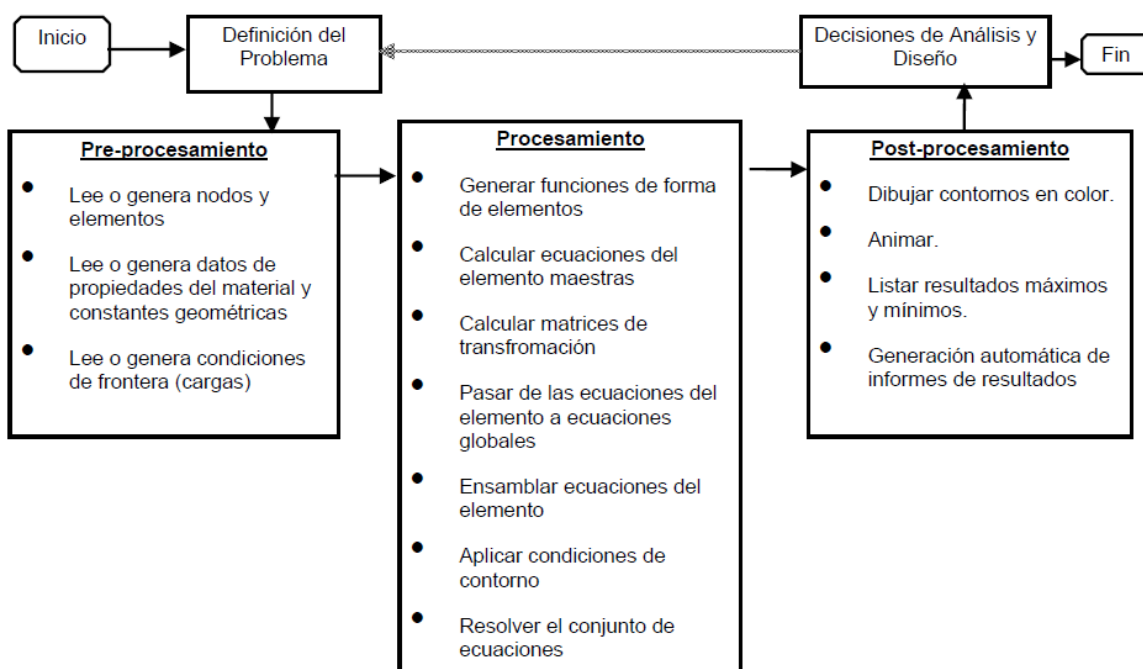 Inicio
Definición del
Problema
Decisiones de Análisis y
Diseño
Fin
Pre-procesamiento
Lee o genera nodos y
elementos
Lee o genera datos de
propiedades del material y
constantes geométricas
Lee o genera condiciones
de frontera (cargas)
Procesamiento
Generar funciones de forma
de elementos
Calcular ecuaciones del
elemento maestras
Calcular matrices de
transfromación
Pasar de las ecuaciones del
elemento a ecuaciones
globales
Ensamblar ecuaciones del
elemento
Aplicar condiciones de
contorno
Resolver el conjunto de
ecuaciones
Post-procesamiento
Dibujar contornos en color.
Animar.
Listar resultados máximos
y mínimos.
Generación automática de
informes de resultados